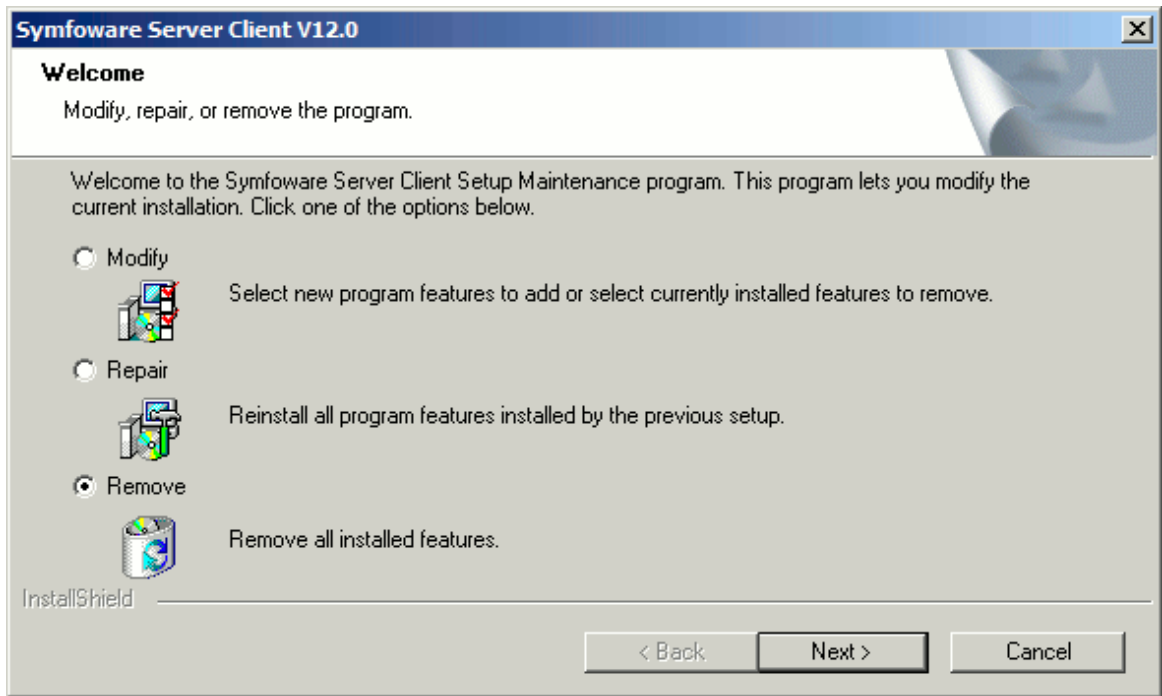 Symfoware Server Client V12.0
Welcome
Modify, repair, or remove the program.
Welcome to the Symfoware Server Client Setup Maintenance program. This program lets you modify the
current installation. Click one of the options below.
Modify
Select new program features to add or select currently installed features to remove.
Repair
Reinstall all program features installed by the previous setup.
Remove
Remove all installed features.
InstallShield
< Back Next > Cancel